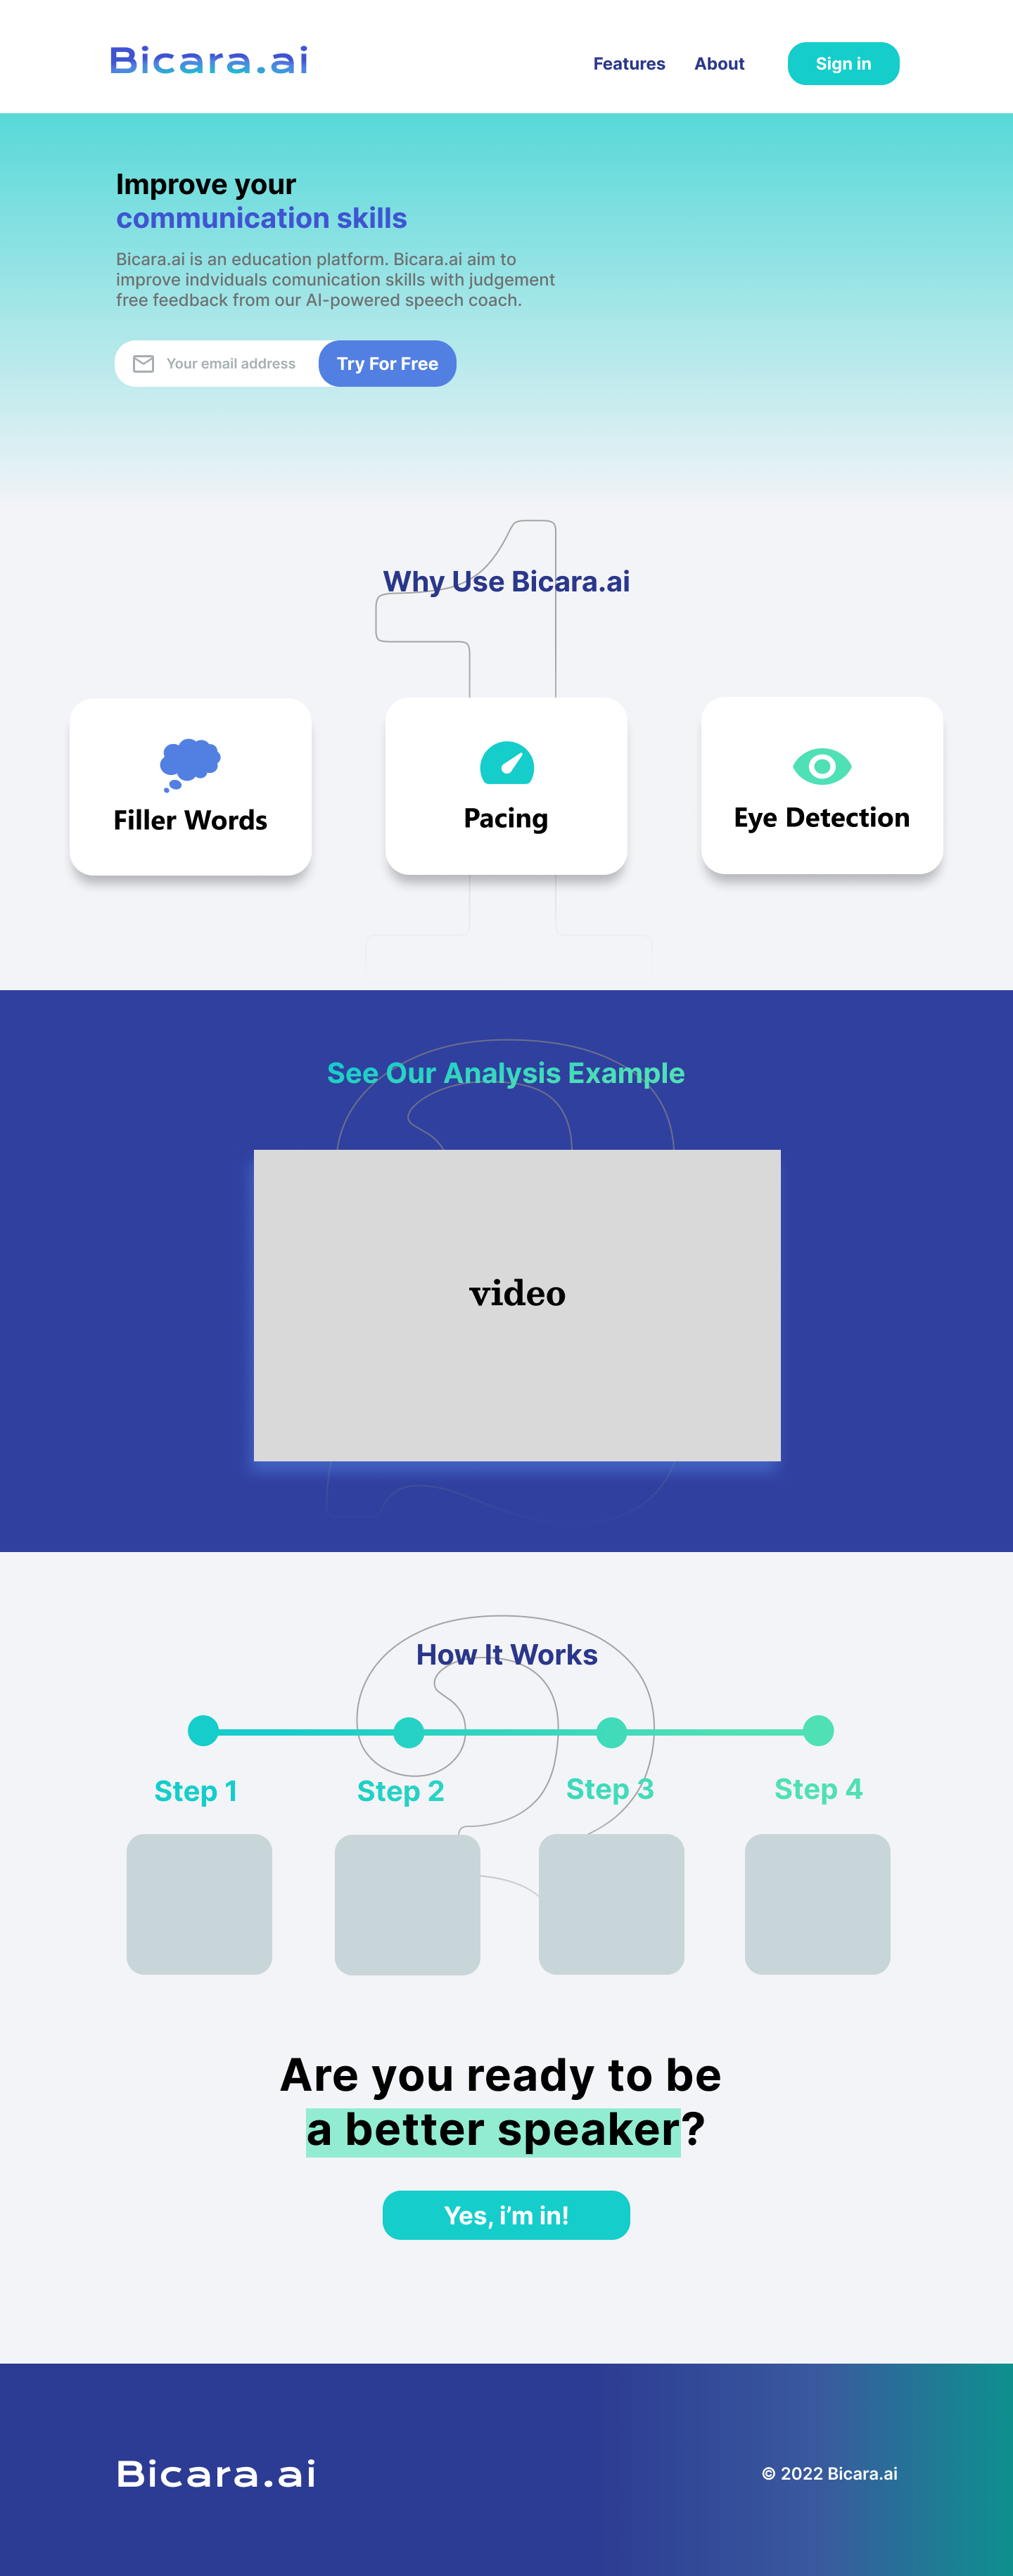 Bicara.ai
Features
About
Sign in
Improve your
communication skills
Bicara.ai is an education platform. Bicara.ai aim to
improve indviduals comunication skills with judgement
free feedback from our AI-powered speech coach.
Your email address
Try For Free
1
Why Use Bicara.ai
Filler Words
Pacing
Eye Detection
2
See Our Analysis Example
video
3
How It Works
Step 1
Step 2
Step 3
Step 4
Are you ready to be
a better speaker?
Yes, i’m in!
Bicara.ai
© 2022 Bicara.ai